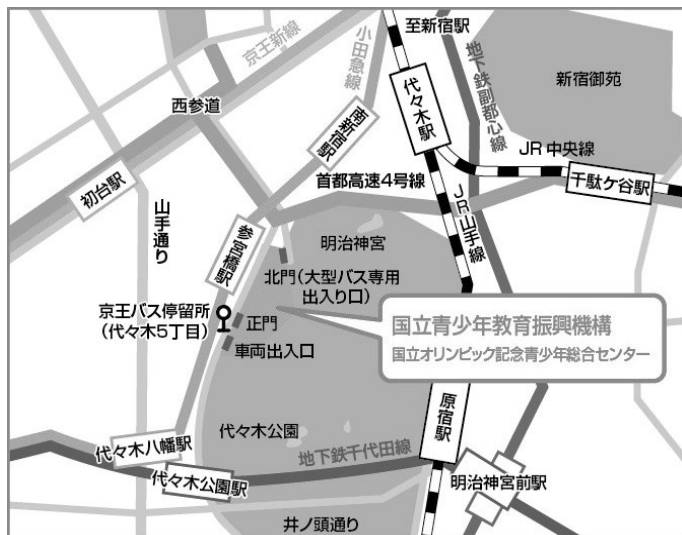 至新宿駅
京王新線
小田急線
代々木駅
地下鉄副都心線
新宿御苑
西参道
南新宿駅
JR中央線
初台駅
首都高速4号線
千駄ケ谷駅
山手通り
参宮橋駅
明治神宮
JR山手線
北門(大型バス専用
出入り口)
京王バス停留所
(代々木5丁目)
正門
車両出入口
国立青少年教育振興機構
国立オリンピック記念青少年総合センター
原宿駅
代々木公園
代々木八幡駅
地下鉄千代田線
代々木公園駅
明治神宮前駅
井ノ頭通り